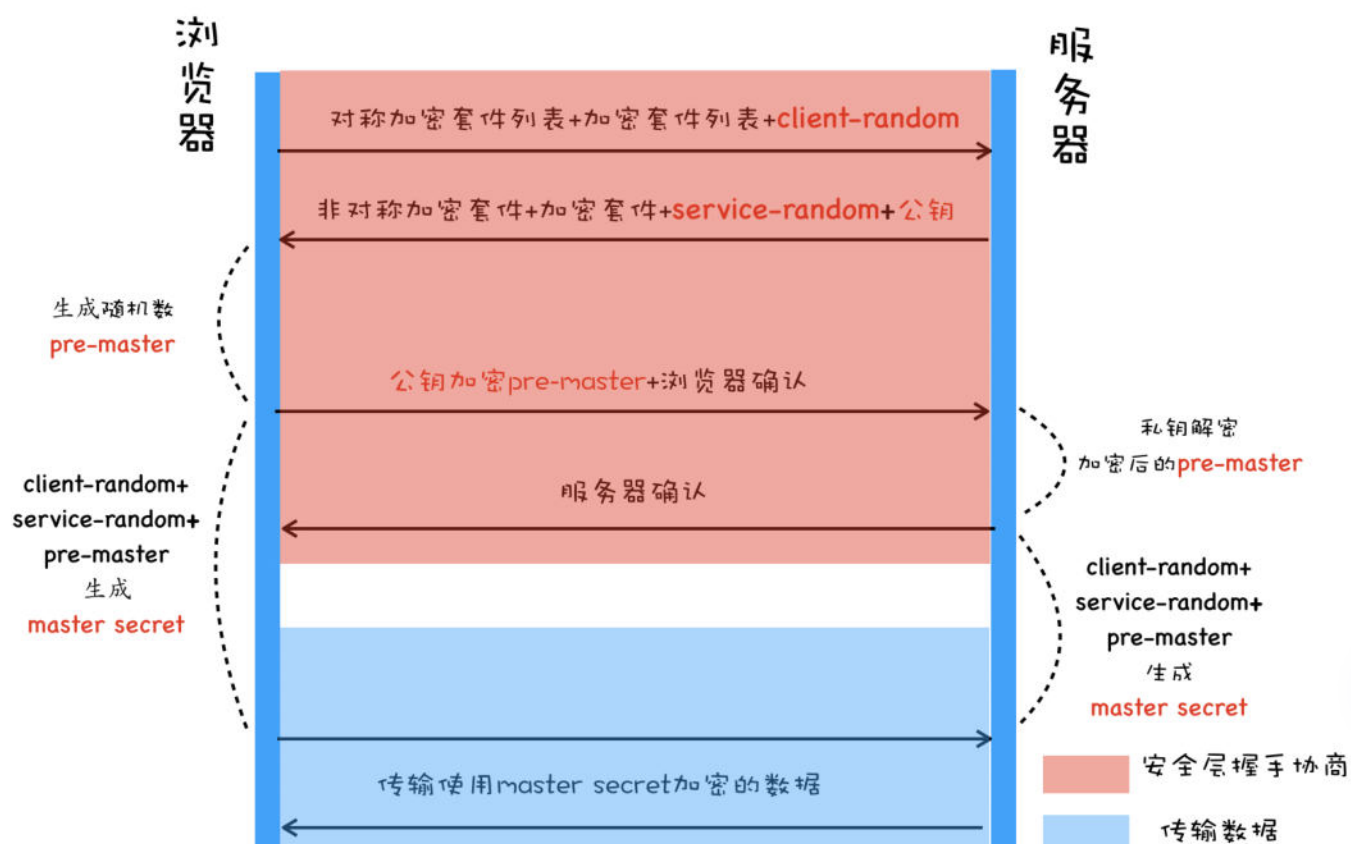 浏览器
服务器
对称加密套件列表+加密套件列表+client-random
非对称加密套件+加密套件+service-random+公钥
生成随机数
pre-master
公钥加密pre-master+浏览器确认
私钥解密
加密后的pre-master
服务器确认
client-random+
service-random+
pre-master
生成
master secret
client-random+
service-random+
pre-master
生成
master secret
传输使用master secret加密的数据
安全层握手协商
传输数据